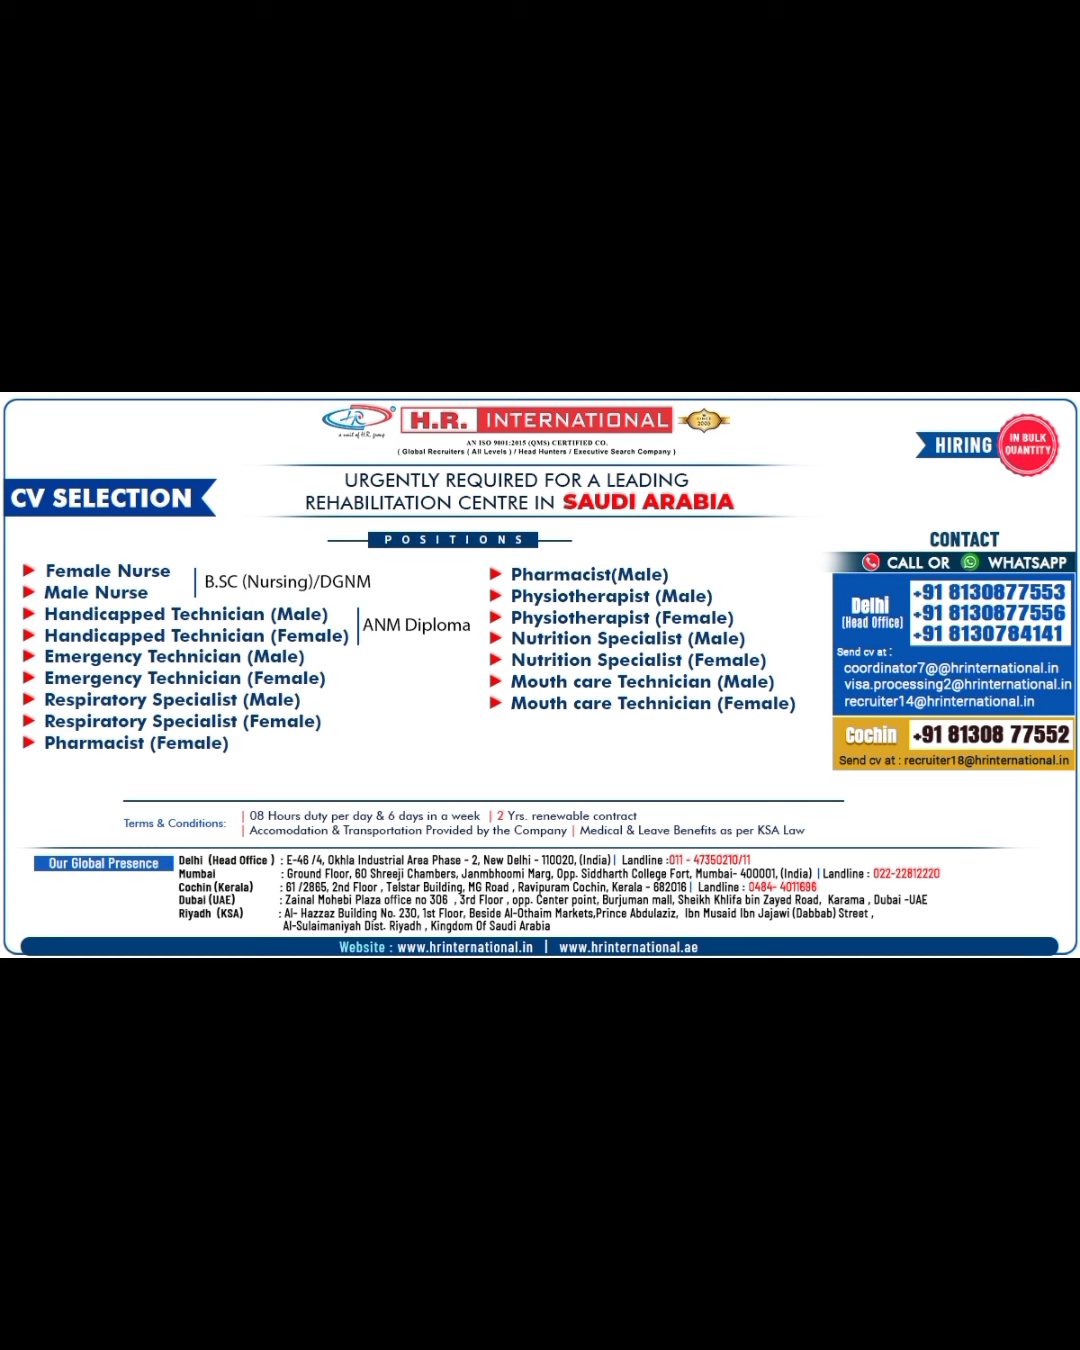 HR
a unit of H.R. group
H.R. INTERNATIONAL
SINCE 2005
AN ISO 9001:2015 (QMS) CERTIFIED CO.
( Global Recruiters ( All Levels ) / Head Hunters / Executive Search Company )
HIRING
IN BULK QUANTITY
CV SELECTION
URGENTLY REQUIRED FOR A LEADING
REHABILITATION CENTRE IN SAUDI ARABIA
POSITIONS
Female Nurse
Male Nurse
B.SC (Nursing)/DGNM
Handicapped Technician (Male)
Handicapped Technician (Female)
ANM Diploma
Emergency Technician (Male)
Emergency Technician (Female)
Respiratory Specialist (Male)
Respiratory Specialist (Female)
Pharmacist (Female)
Pharmacist(Male)
Physiotherapist (Male)
Physiotherapist (Female)
Nutrition Specialist (Male)
Nutrition Specialist (Female)
Mouth care Technician (Male)
Mouth care Technician (Female)
CONTACT
CALL OR WHATSAPP
Delhi
(Head Office)
+91 8130877553
+91 8130877556
+91 8130784141
Send cv at :
coordinator7@@hrinternational.in
visa.processing2@hrinternational.in
recruiter14@hrinternational.in
Cochin +91 81308 77552
Send cv at : recruiter18@hrinternational.in
Terms & Conditions:
| 08 Hours duty per day & 6 days in a week | 2 Yrs. renewable contract
| Accomodation & Transportation Provided by the Company | Medical & Leave Benefits as per KSA Law
Our Global Presence
Delhi (Head Office ) : E-46 /4, Okhla Industrial Area Phase - 2, New Delhi - 110020, (India) | Landline :011 - 47350210/11
Mumbai : Ground Floor, 60 Shreeji Chambers, Janmbhoomi Marg, Opp. Siddharth College Fort, Mumbai- 400001, (India) | Landline : 022-22812220
Cochin (Kerala) : 61 /2865, 2nd Floor , Telstar Building, MG Road , Ravipuram Cochin, Kerala - 682016 | Landline : 0484- 4011696
Dubai (UAE) : Zainal Mohebi Plaza office no 306 , 3rd Floor , opp. Center point, Burjuman mall, Sheikh Khlifa bin Zayed Road, Karama , Dubai -UAE
Riyadh (KSA) : Al- Hazzaz Building No. 230, 1st Floor, Beside Al-Othaim Markets,Prince Abdulaziz, Ibn Musaid Ibn Jajawi (Dabbab) Street ,
Al-Sulaimaniyah Dist. Riyadh , Kingdom Of Saudi Arabia
Website : www.hrinternational.in | www.hrinternational.ae